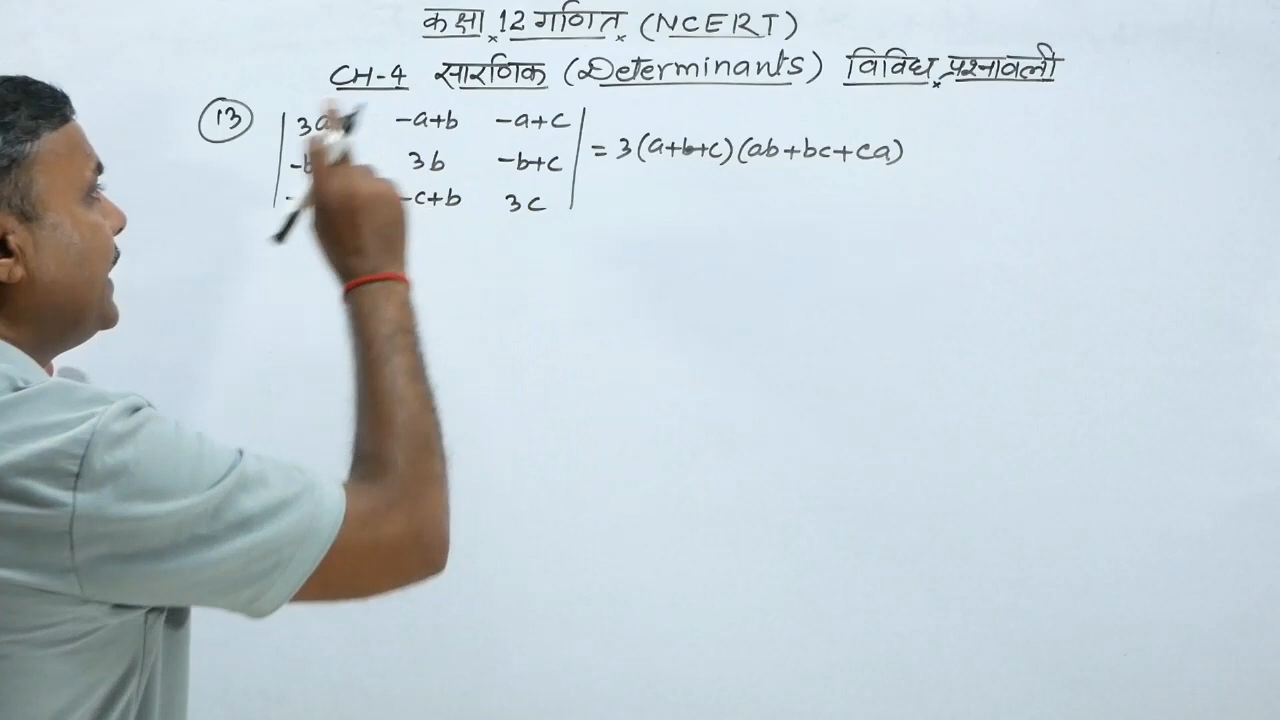 कक्षा 12 गणित (NCERT)
CH-4 सारणिक (Determinants) विविध प्रश्नावली
13 | 3a -a+b -a+c | = 3(a+b+c)(ab+bc+ca)
3b -b+c
-c+b 3c